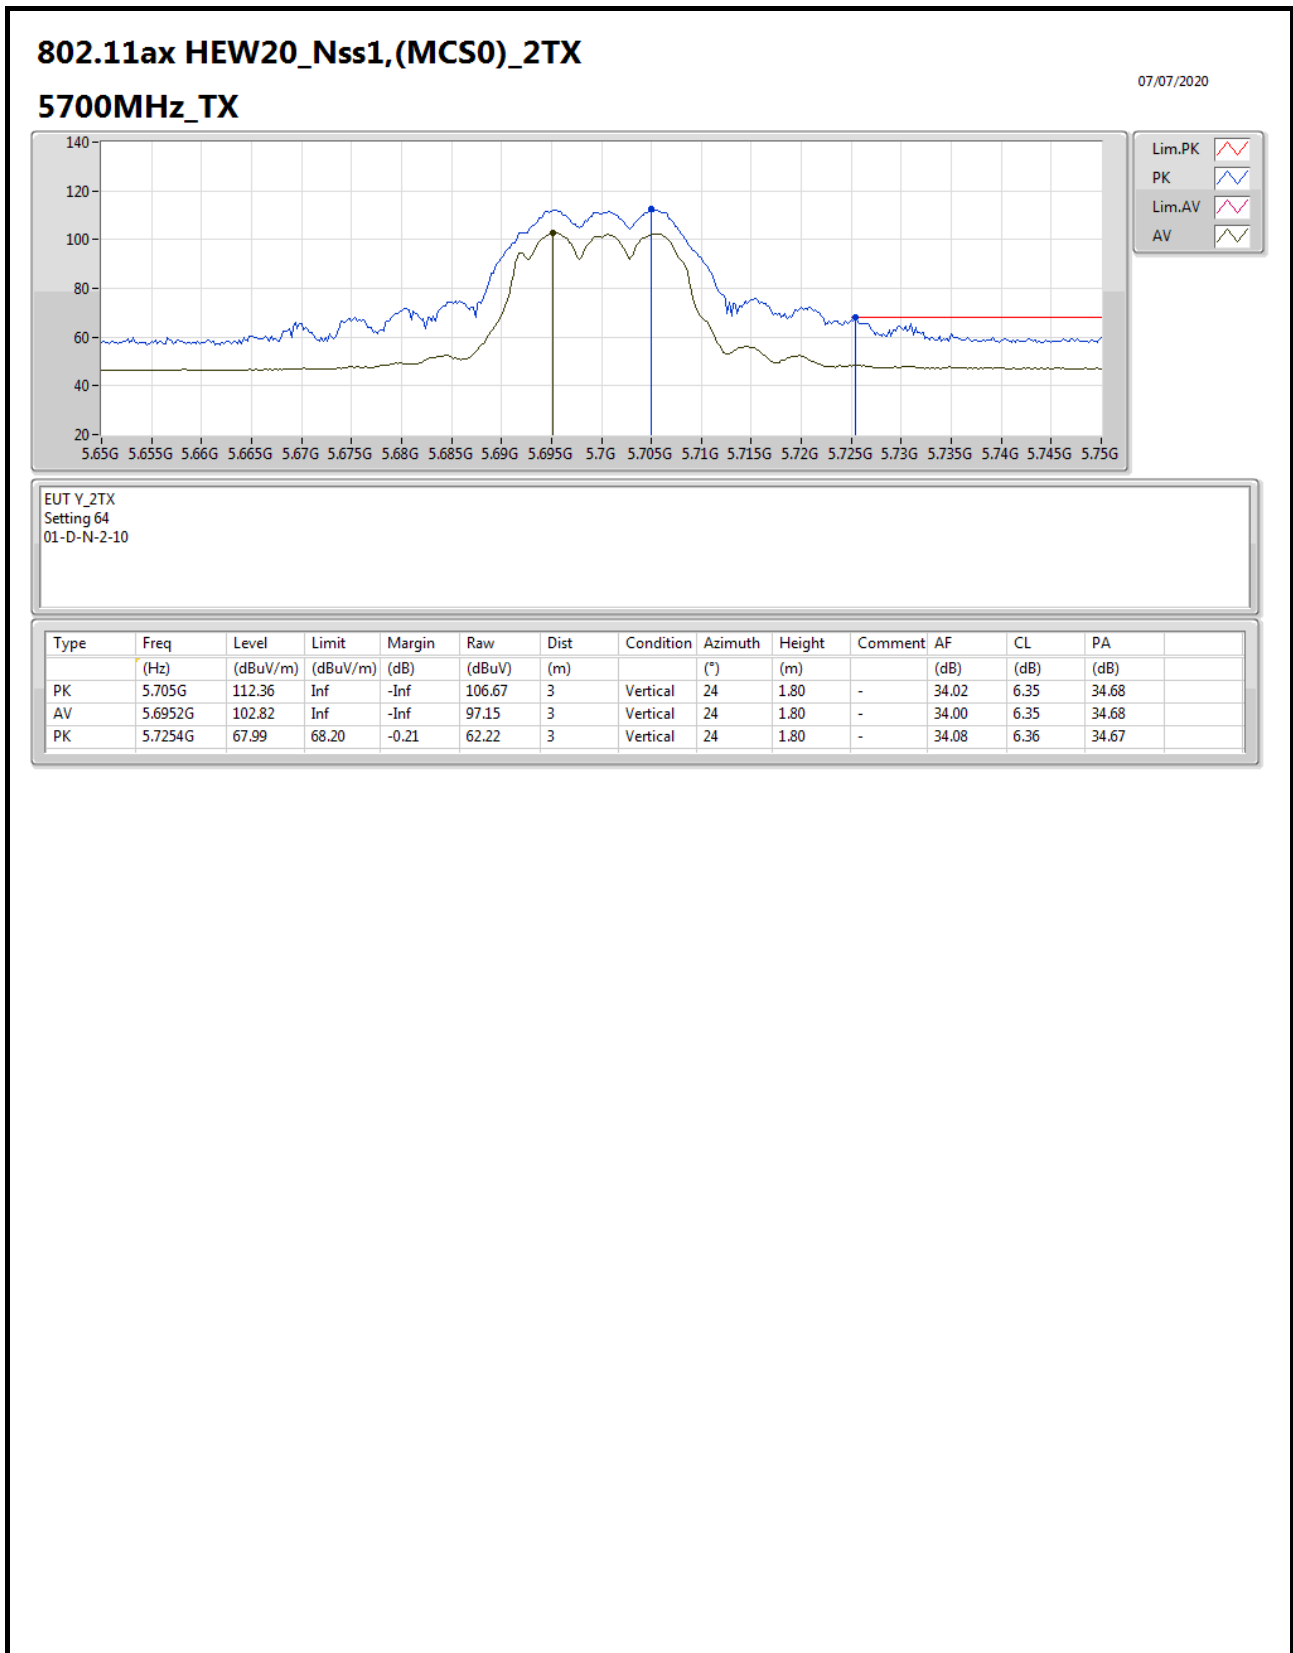 802.11ax HEW20_Nss1,(MCS0)_2TX
07/07/2020
5700MHz_TX
140
120
100
80
60
40
20
5.65G 5.655G 5.66G 5.665G 5.67G 5.675G 5.68G 5.685G 5.69G 5.695G 5.7G 5.705G 5.71G 5.715G 5.72G 5.725G 5.73G 5.735G 5.74G 5.745G 5.75G
Lim.PK
PK
Lim.AV
AV
EUT Y_2TX
Setting 64
01-D-N-2-10
Type Freq Level Limit Margin Raw Dist Condition Azimuth Height Comment AF CL PA
(Hz) (dBuV/m) (dBuV/m) (dB) (dBuV) (m) (°) (m) (dB) (dB) (dB)
PK 5.705G 112.36 Inf -Inf 106.67 3 Vertical 24 1.80 - 34.02 6.35 34.68
AV 5.6952G 102.82 Inf -Inf 97.15 3 Vertical 24 1.80 - 34.00 6.35 34.68
PK 5.7254G 67.99 68.20 -0.21 62.22 3 Vertical 24 1.80 - 34.08 6.36 34.67